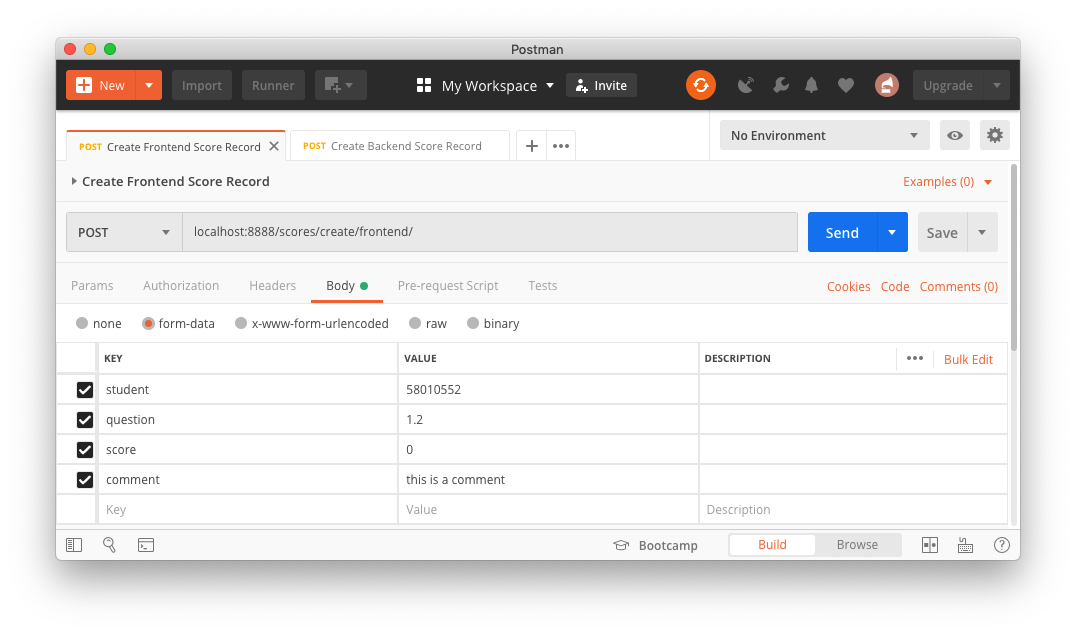 Postman
New Import Runner My Workspace Invite Upgrade
POST Create Frontend Score Record POST Create Backend Score Record No Environment
Create Frontend Score Record Examples (0)
POST localhost:8888/scores/create/frontend/ Send Save
Params Authorization Headers Body Pre-request Script Tests Cookies Code Comments (0)
none form-data x-www-form-urlencoded raw binary
KEY VALUE DESCRIPTION Bulk Edit
student 58010552
question 1.2
score 0
comment this is a comment
Key Value Description
Bootcamp Build Browse